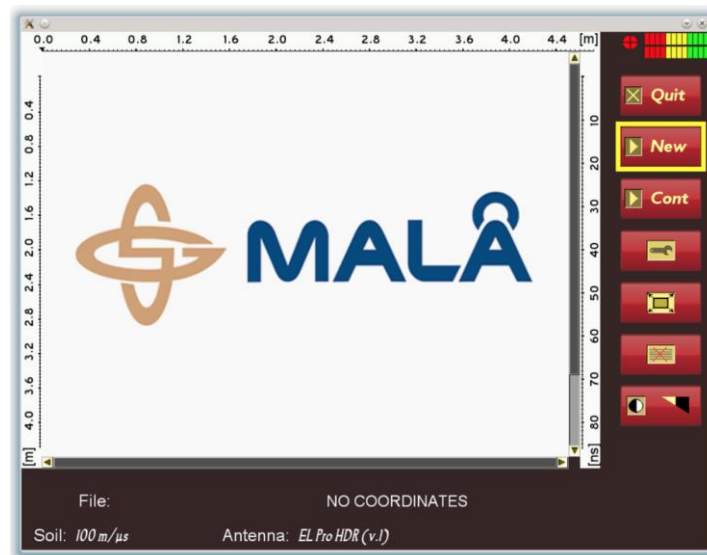 0.0 0.4 0.8 1.2 1.6 2.0 2.4 2.8 3.2 3.6 4.0 4.4 [m]
0.4
0.8
1.2
1.6
2.0
2.4
2.8
3.2
3.6
4.0
[m]
MALÅ
10
20
30
40
50
60
70
80
[ns]
Quit
New
Cont
File: NO COORDINATES
Soil: 100 m/µs Antenna: EL Pro HDR (v.1)